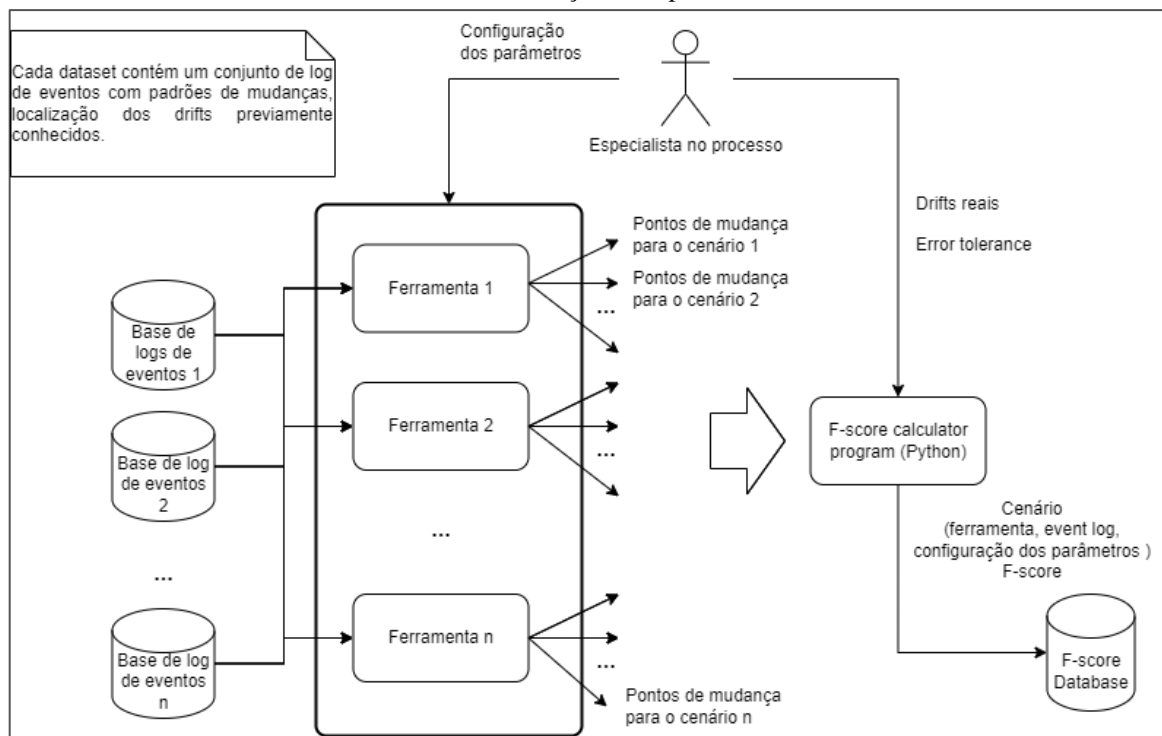 Configuração
dos parâmetros
Cada dataset contém um conjunto de log
de eventos com padrões de mudanças,
localização dos drifts previamente
conhecidos.
Especialista no processo
Drifts reais
Error tolerance
Pontos de mudança
para o cenário 1
Ferramenta 1
Pontos de mudança
para o cenário 2
...
Base de
logs de
eventos 1
Ferramenta 2
...
F-score calculator
program (Python)
Base de log
de eventos
2
...
...
Cenário
(ferramenta, event log,
configuração dos parâmetros )
F-score
Ferramenta n
...
Base de log
de eventos
n
F-score
Database
Pontos de mudança
para o cenário n